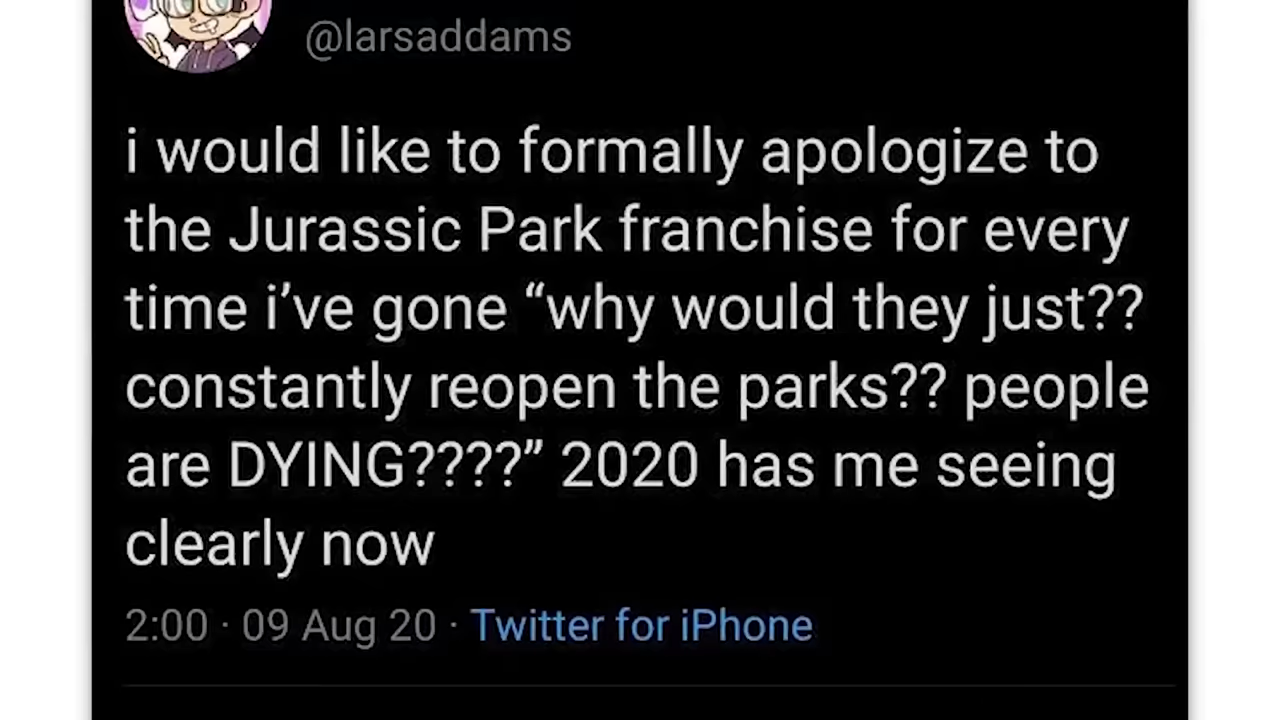 @larsaddams
i would like to formally apologize to
the Jurassic Park franchise for every
time i’ve gone “why would they just??
constantly reopen the parks?? people
are DYING????” 2020 has me seeing
clearly now
2:00 · 09 Aug 20 · Twitter for iPhone